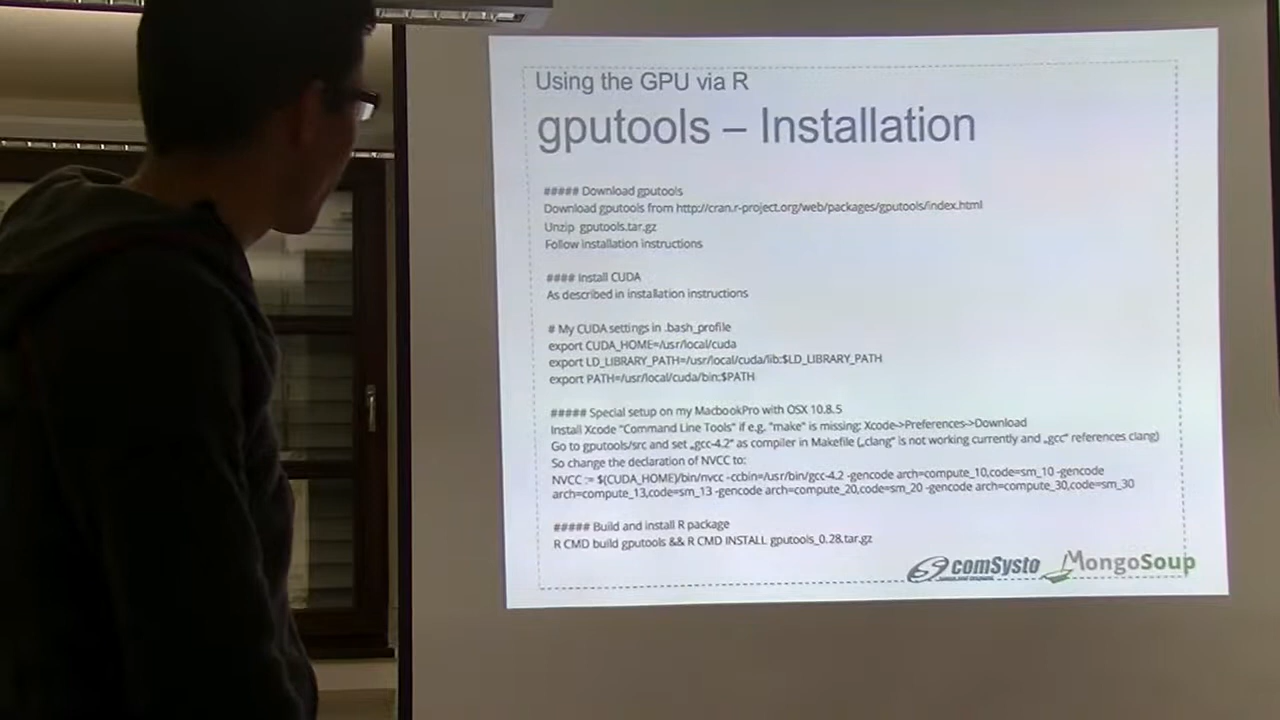 Using the GPU via R
gputools – Installation
##### Download gputools
Download gputools from http://cran.r-project.org/web/packages/gputools/index.html
Unzip gputools.tar.gz
Follow installation instructions
#### Install CUDA
As described in installation instructions
# My CUDA settings in .bash_profile
export CUDA_HOME=/usr/local/cuda
export LD_LIBRARY_PATH=/usr/local/cuda/lib:$LD_LIBRARY_PATH
export PATH=/usr/local/cuda/bin:$PATH
##### Special setup on my MacbookPro with OSX 10.8.5
Install Xcode "Command Line Tools" if e.g. "make" is missing: Xcode->Preferences->Download
Go to gputools/src and set „gcc-4.2" as compiler in Makefile („clang" is not working currently and „gcc" references clang)
So change the declaration of NVCC to:
NVCC := $(CUDA_HOME)/bin/nvcc -ccbin=/usr/bin/gcc-4.2 -gencode arch=compute_10,code=sm_10 -gencode
arch=compute_13,code=sm_13 -gencode arch=compute_20,code=sm_20 -gencode arch=compute_30,code=sm_30
##### Build and install R package
R CMD build gputools && R CMD INSTALL gputools_0.28.tar.gz
comSysto MongoSoup